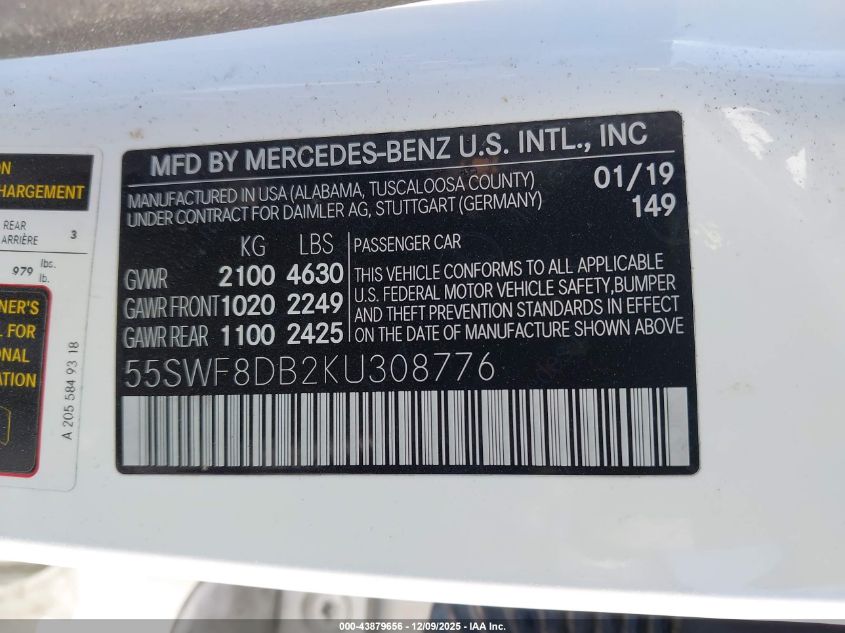 ON
CHARGEMENT
REAR
ARRIÈRE 3
979 lbs.
lb.
NER'S
L FOR
ONAL
ATION
A 205 584 93 18
MFD BY MERCEDES-BENZ U.S. INTL., INC
MANUFACTURED IN USA (ALABAMA, TUSCALOOSA COUNTY) 01/19
UNDER CONTRACT FOR DAIMLER AG, STUTTGART (GERMANY) 149
KG LBS PASSENGER CAR
GVWR 2100 4630
GAWR FRONT 1020 2249
GAWR REAR 1100 2425
THIS VEHICLE CONFORMS TO ALL APPLICABLE
U.S. FEDERAL MOTOR VEHICLE SAFETY, BUMPER
AND THEFT PREVENTION STANDARDS IN EFFECT
ON THE DATE OF MANUFACTURE SHOWN ABOVE
55SWF8DB2KU308776
000-43879656 - 12/09/2025 - IAA Inc.